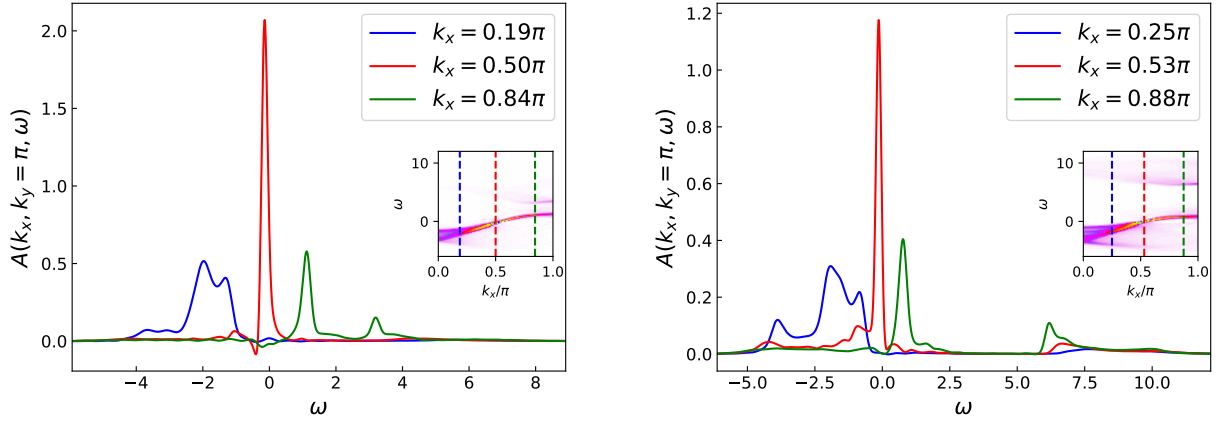 2.0
1.5
1.0
0.5
0.0
A(kₓ, k_y = π, ω)
kₓ = 0.19π
kₓ = 0.50π
kₓ = 0.84π
10
0
ω
0.0 0.5 1.0
kₓ/π
−4 −2 0 2 4 6 8
ω
1.2
1.0
0.8
0.6
0.4
0.2
0.0
A(kₓ, k_y = π, ω)
kₓ = 0.25π
kₓ = 0.53π
kₓ = 0.88π
10
0
ω
0.0 0.5 1.0
kₓ/π
−5.0 −2.5 0.0 2.5 5.0 7.5 10.0
ω